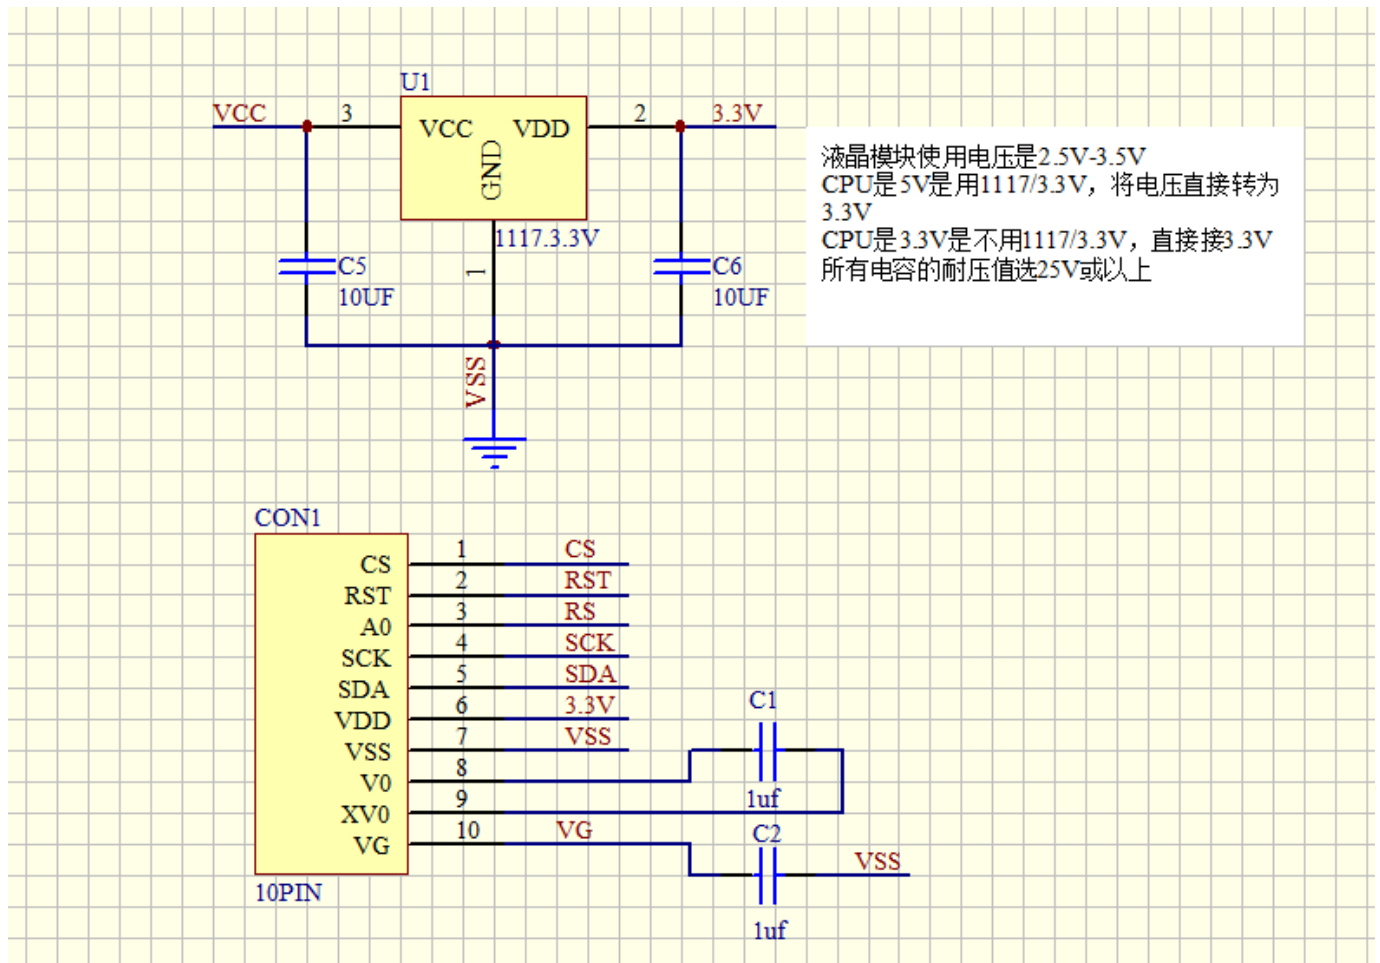 U1
VCC
3
VCC
VDD
GND
2
3.3V
1117.3.3V
1
C5
10UF
C6
10UF
VSS
液晶模块使用电压是2.5V-3.5V
CPU是5V是用1117/3.3V，将电压直接转为
3.3V
CPU是3.3V是不用1117/3.3V，直接接3.3V
所有电容的耐压值选25V或以上
CON1
CS 1 CS
RST 2 RST
A0 3 RS
SCK 4 SCK
SDA 5 SDA
VDD 6 3.3V
VSS 7 VSS
V0 8
XV0 9
VG 10 VG
10PIN
C1
1uf
C2
VSS
1uf